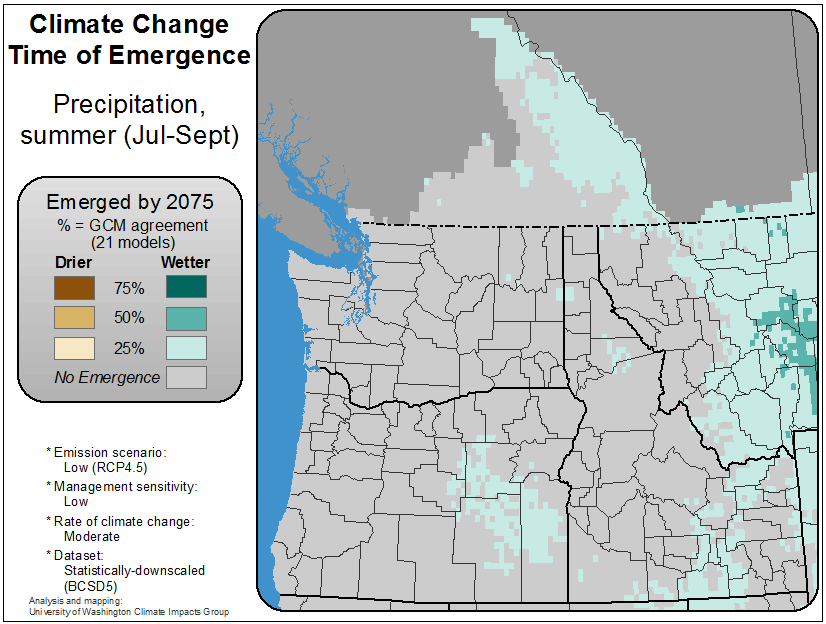 Climate Change
Time of Emergence
Precipitation,
summer (Jul-Sept)
Emerged by 2075
% = GCM agreement
(21 models)
Drier Wetter
75%
50%
25%
No Emergence
* Emission scenario:
Low (RCP4.5)
* Management sensitivity:
Low
* Rate of climate change:
Moderate
* Dataset:
Statistically-downscaled
(BCSD5)
Analysis and mapping:
University of Washington Climate Impacts Group